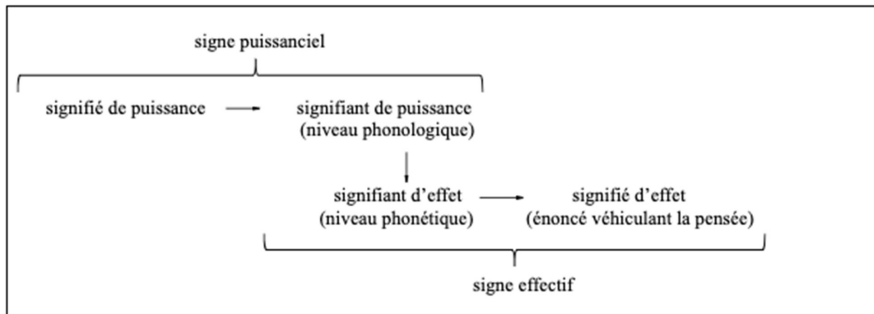 signe puissanciel
signifié de puissance
signifiant de puissance
(niveau phonologique)
signifiant d'effet
(niveau phonétique)
signifié d'effet
(énoncé véhiculant la pensée)
signe effectif